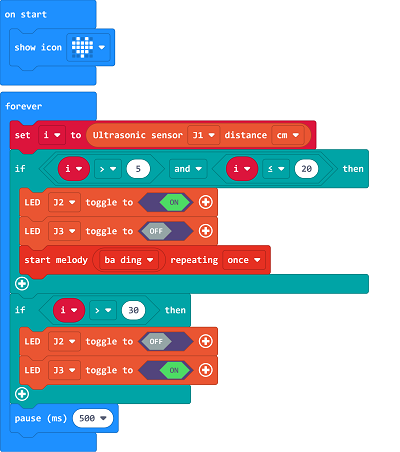 on start
show icon
forever
set i to Ultrasonic sensor J1 distance cm
if i > 5 and i ≤ 20 then
LED J2 toggle to ON
LED J3 toggle to OFF
start melody ba ding repeating once
if i > 30 then
LED J2 toggle to OFF
LED J3 toggle to ON
pause (ms) 500